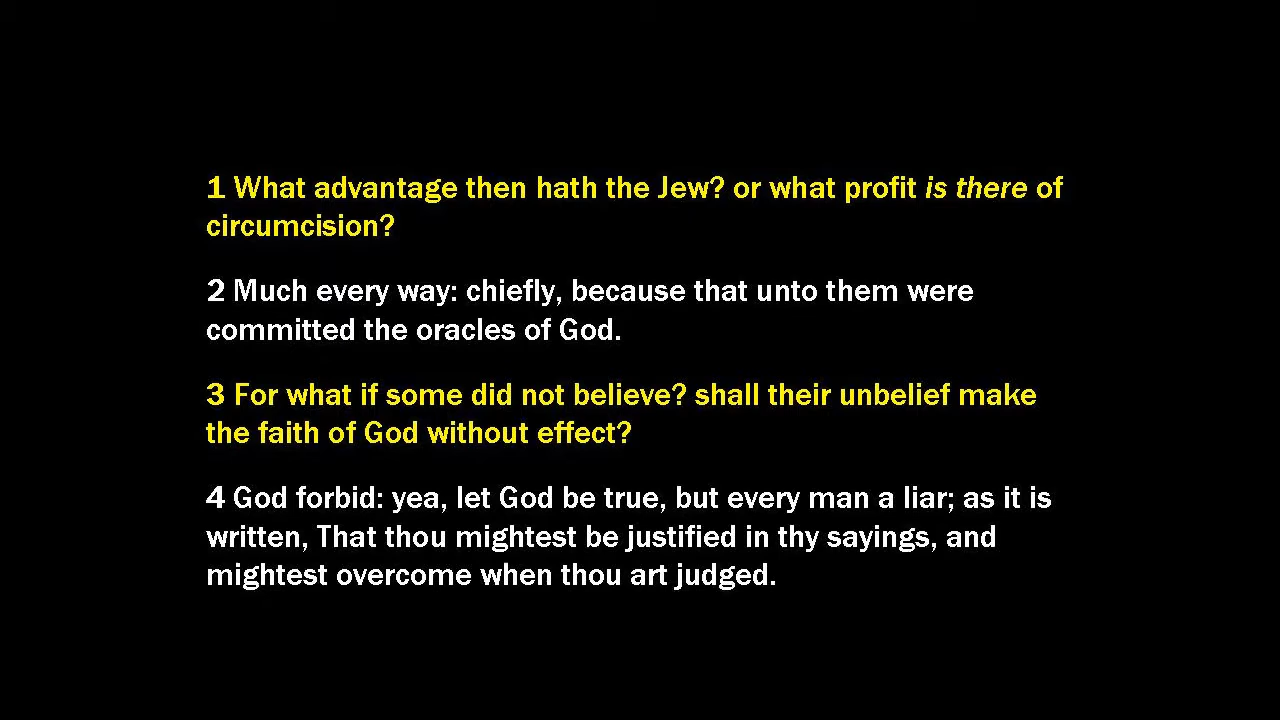 1 What advantage then hath the Jew? or what profit is there of
circumcision?
2 Much every way: chiefly, because that unto them were
committed the oracles of God.
3 For what if some did not believe? shall their unbelief make
the faith of God without effect?
4 God forbid: yea, let God be true, but every man a liar; as it is
written, That thou mightest be justified in thy sayings, and
mightest overcome when thou art judged.